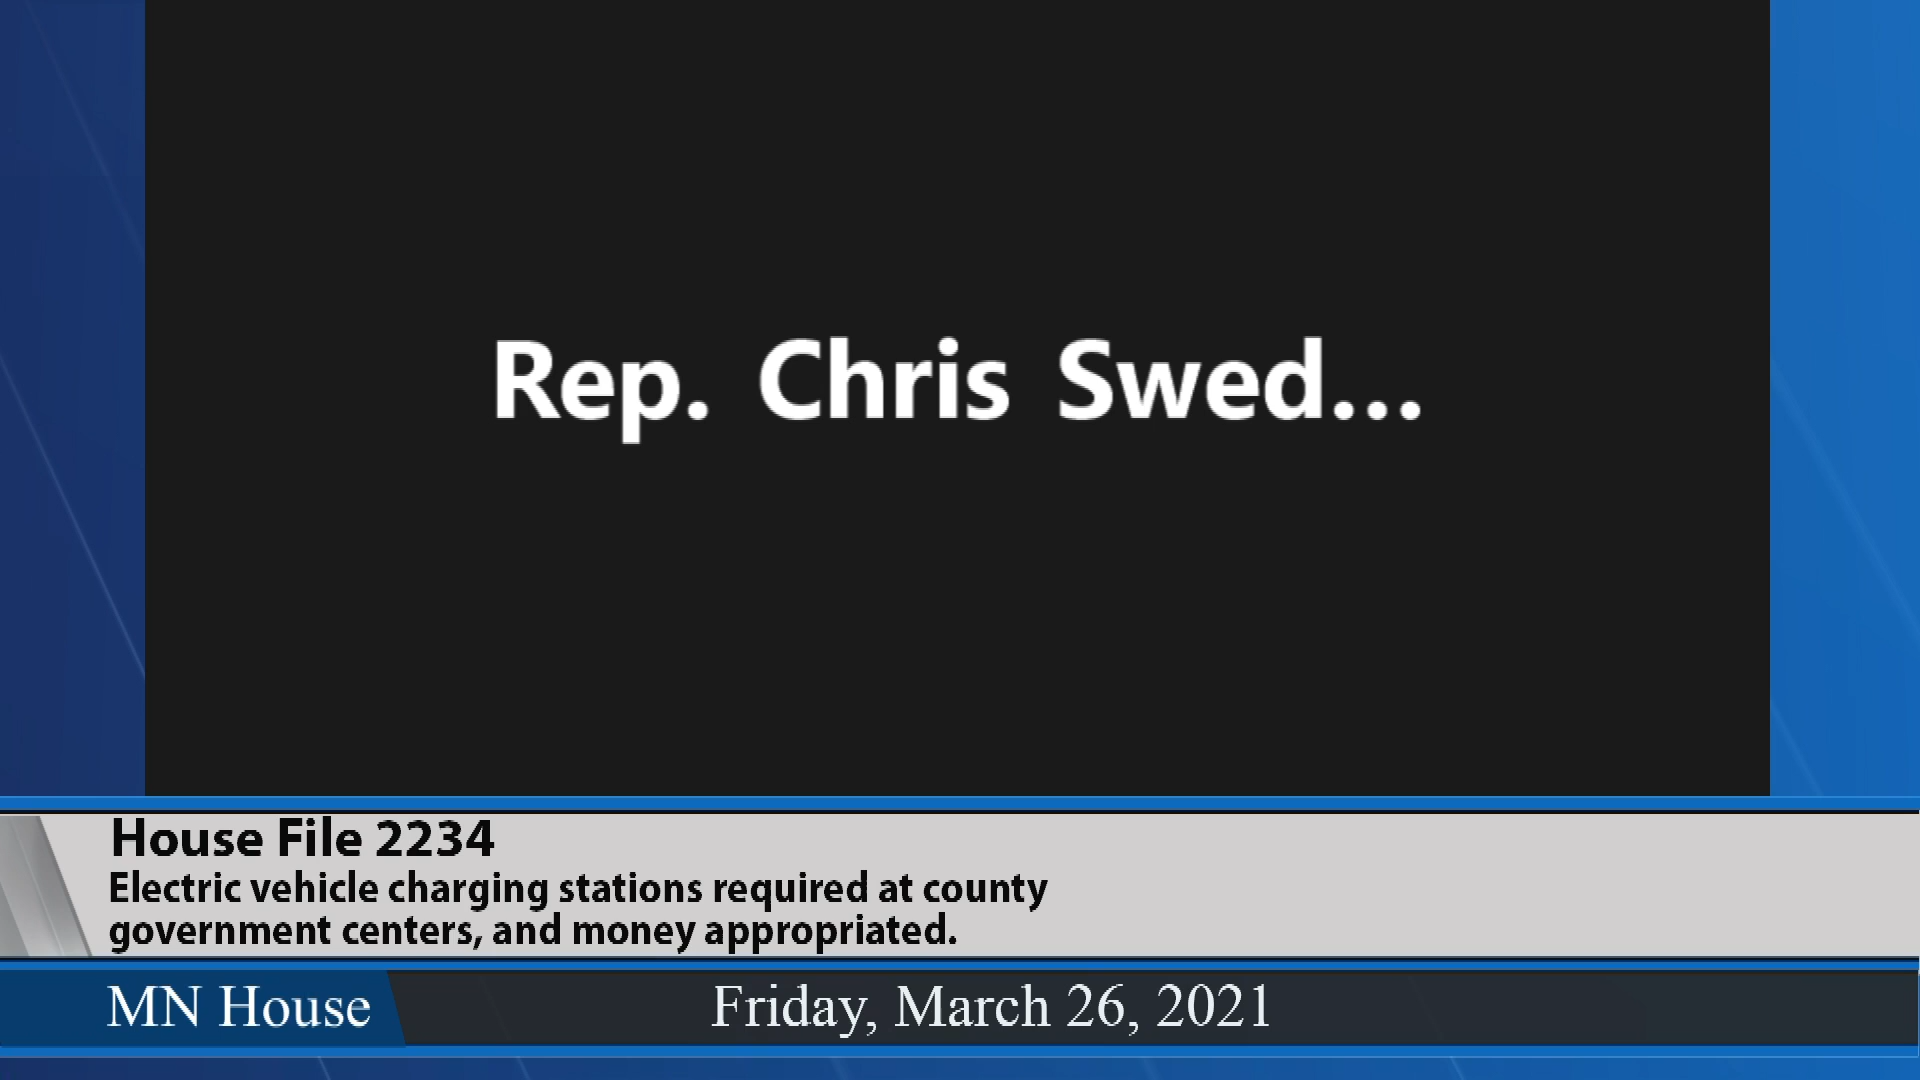 Rep. Chris Swed...
House File 2234
Electric vehicle charging stations required at county
government centers, and money appropriated.
MN House
Friday, March 26, 2021